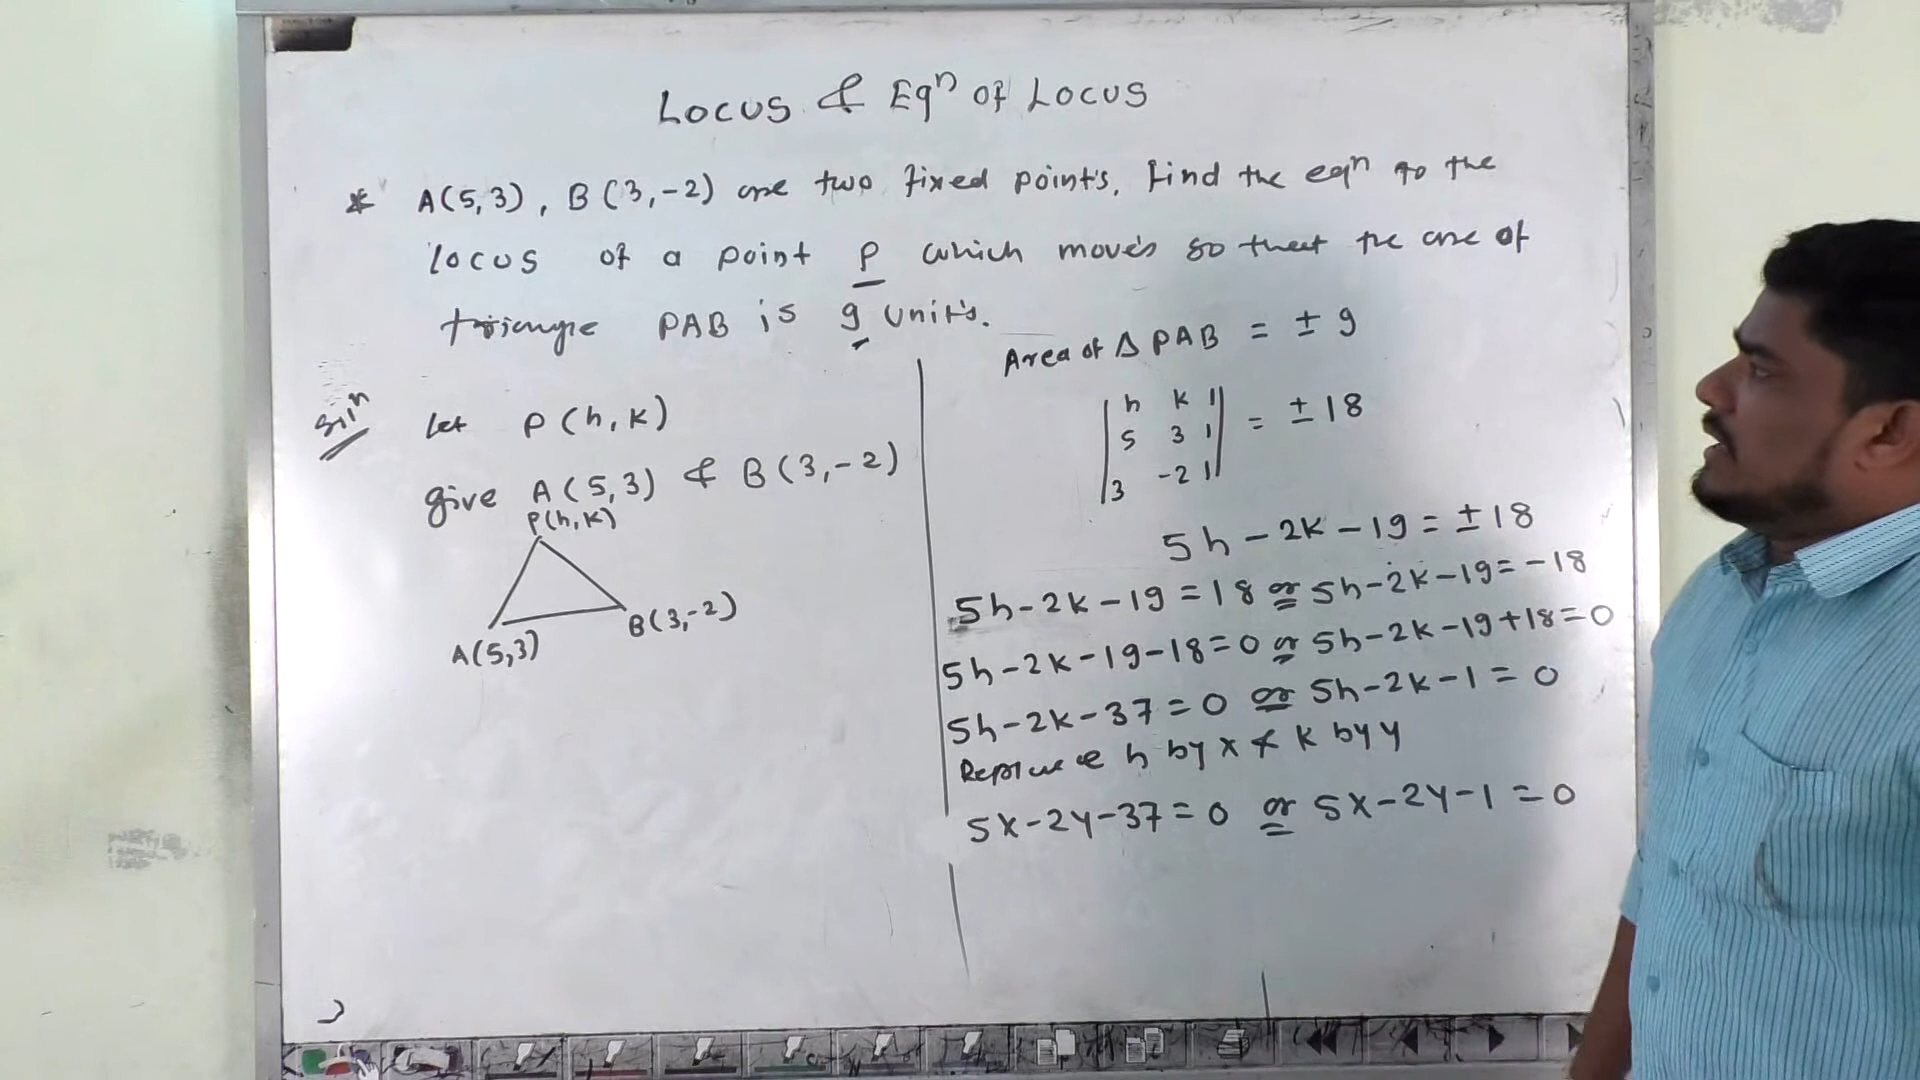 Locus & Eqⁿ of Locus
* A(5,3), B(3,-2) are two fixed points, find the eqⁿ to the
locus of a point P which moves so that the are of
triangle PAB is 9 units.
Solⁿ let P(h,k)
give A(5,3) & B(3,-2)
P(h,k)
A(5,3)
B(3,-2)
Area of Δ PAB = ± 9
| h k 1 |
| 5 3 1 | = ± 18
| 3 -2 1 |
5h - 2k - 19 = ± 18
5h - 2k - 19 = 18 or 5h - 2k - 19 = -18
5h - 2k - 19 - 18 = 0 or 5h - 2k - 19 + 18 = 0
5h - 2k - 37 = 0 or 5h - 2k - 1 = 0
Replace h by x & k by y
5x - 2y - 37 = 0 or 5x - 2y - 1 = 0